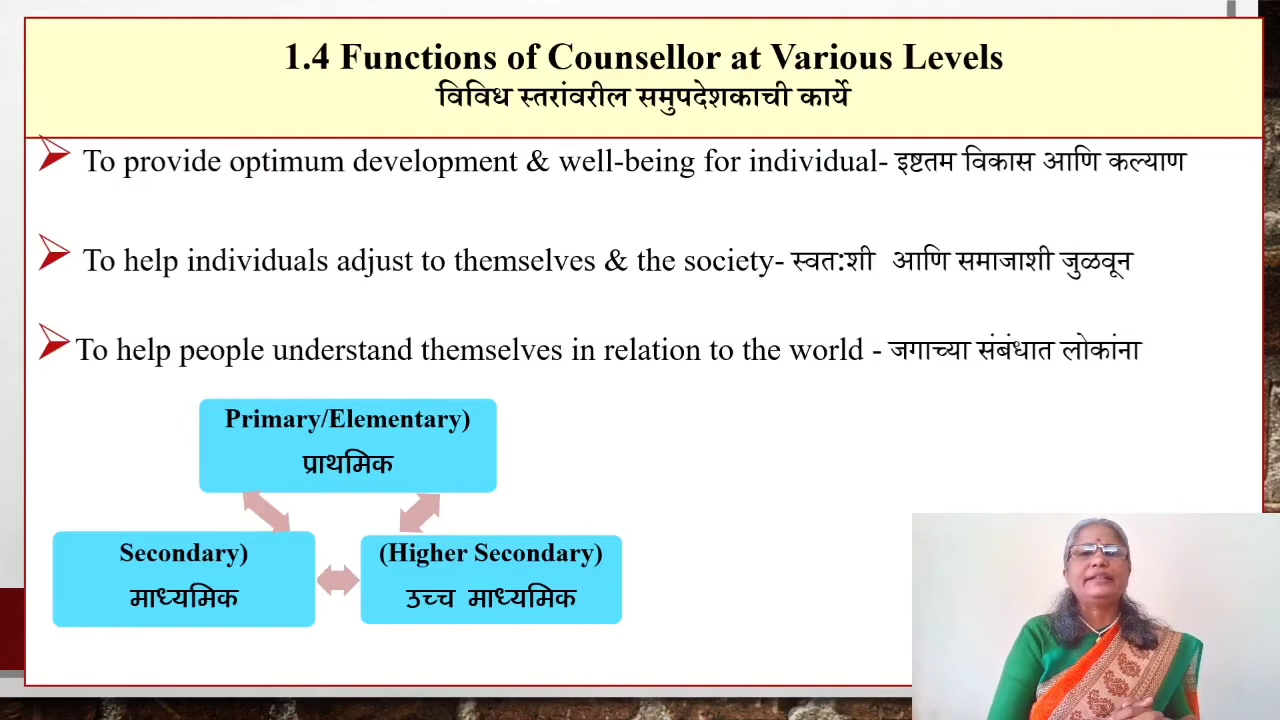 1.4 Functions of Counsellor at Various Levels
विविध स्तरांवरील समुपदेशकाची कार्ये
To provide optimum development & well-being for individual- इष्टतम विकास आणि कल्याण
To help individuals adjust to themselves & the society- स्वत:शी आणि समाजाशी जुळवून
To help people understand themselves in relation to the world - जगाच्या संबंधात लोकांना
Primary/Elementary)
प्राथमिक
Secondary)
माध्यमिक
(Higher Secondary)
उच्च माध्यमिक